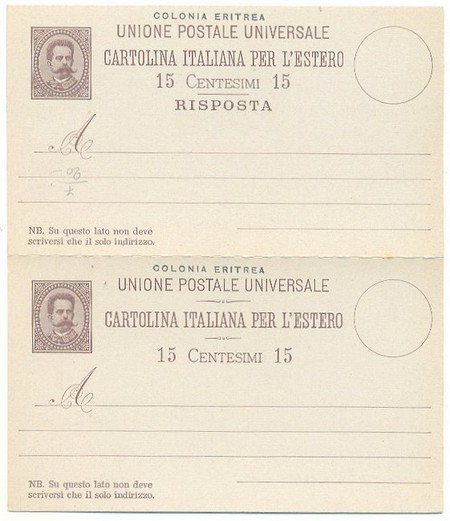 COLONIA ERITREA
UNIONE POSTALE UNIVERSALE
CARTOLINA ITALIANA PER L'ESTERO
15 CENTESIMI 15
RISPOSTA
A
NB. Su questo lato non deve
scriversi che il solo indirizzo.
COLONIA ERITREA
UNIONE POSTALE UNIVERSALE
CARTOLINA ITALIANA PER L'ESTERO
15 CENTESIMI 15
A
NB. Su questo lato non deve
scriversi che il solo indirizzo.